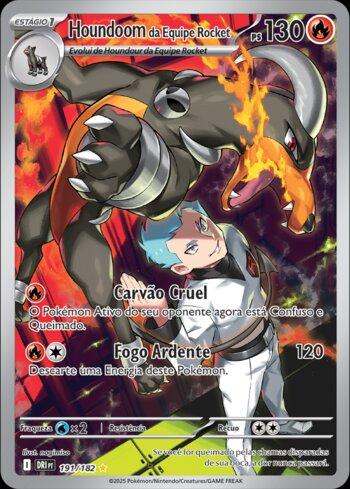 ESTÁGIO 1
Houndoom da Equipe Rocket
PS 130
Evolui de Houndour da Equipe Rocket
Carvão Cruel
O Pokémon Ativo do seu oponente agora está Confuso e
Queimado.
Fogo Ardente 120
Descarte uma Energia deste Pokémon.
Fraqueza x2 Resistência Recuo
Ilust. nagimiso
Se você for queimado pelas chamas disparadas
de sua boca, a dor nunca passará.
I DRI PT 191/182
©2025 Pokémon/Nintendo/Creatures/GAME FREAK